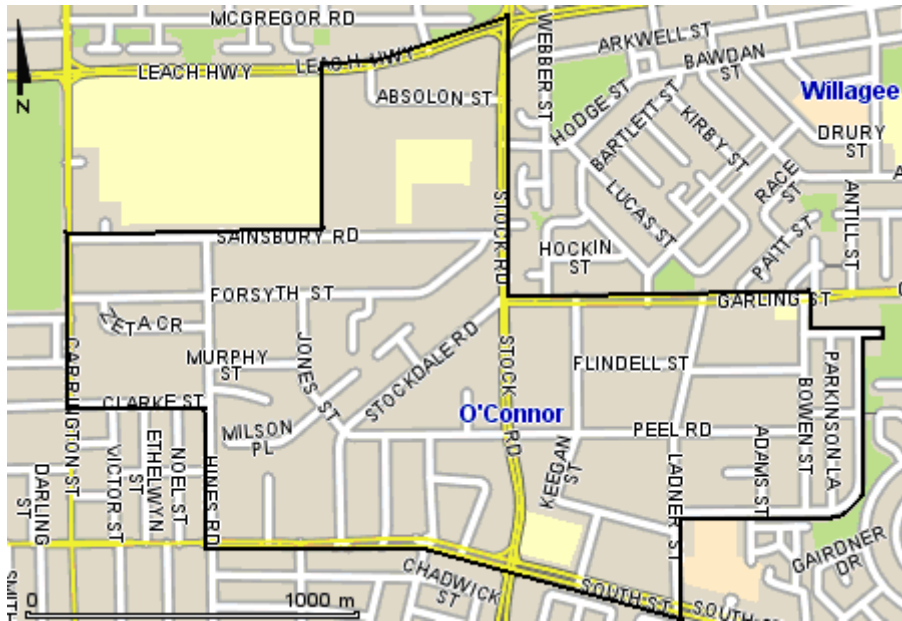 MCGREGOR RD
WEBBER ST
ARKWELL ST
BAWDAN
ST
LEACH HWY
LEACH HWY
N
ABSOLON ST
HODGE ST
BARTLETT ST
KIRBY ST
Willagee
DRURY
ST
RACE
ST
ANTILL ST
STOCK RD
LUCAS ST
SAINSBURY RD
HOCKIN
ST
PAITT ST
FORSYTH ST
GARLING ST
ZETA CR
JONES ST
STOCKDALE RD
STOCK RD
MURPHY
ST
FLINDELL ST
PARKINSON LA
BOWEN ST
CARRINGTON ST
CLARKE ST
O'Connor
MILSON
PL
PEEL RD
KEEGAN
ST
LADNER ST
ADAMS ST
DARLING
ST
VICTOR ST
ETHELWYN
ST
NOEL ST
HINES RD
GAIRDNER
DR
CHADWICK
ST
SOUTH ST
SOUTH
0 1000 m